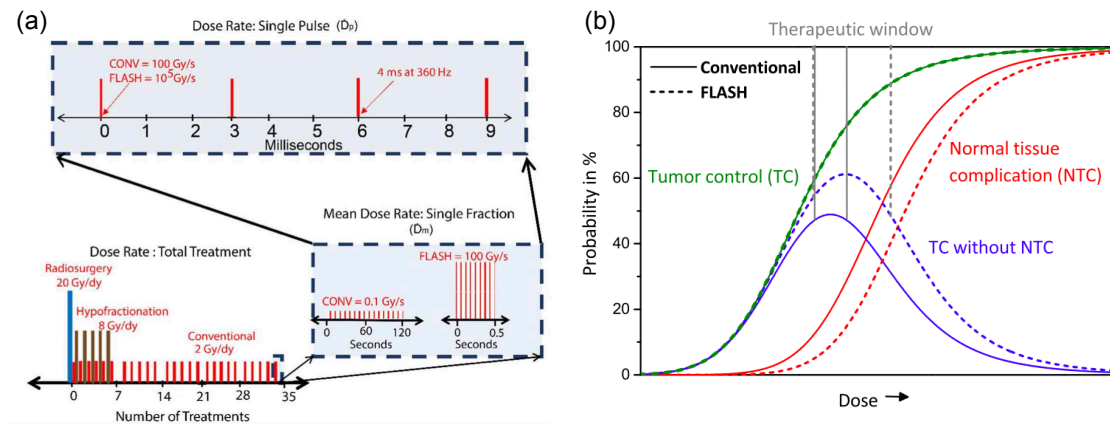 (a)
Dose Rate: Single Pulse (Ḋp)
CONV = 100 Gy/s
FLASH = 10⁵Gy/s
4 ms at 360 Hz
0 1 2 3 4 5 6 7 8 9
Milliseconds
Mean Dose Rate: Single Fraction
(Ḋm)
FLASH = 100 Gy/s
CONV = 0.1 Gy/s
0 60 120
Seconds
0 0.5
Seconds
Dose Rate : Total Treatment
Radiosurgery
20 Gy/dy
Hypofractionation
8 Gy/dy
Conventional
2 Gy/dy
0 7 14 21 28 35
Number of Treatments
(b)
Therapeutic window
100
80
60
40
20
0
Probability in %
Conventional
FLASH
Tumor control (TC)
Normal tissue
complication (NTC)
TC without NTC
Dose